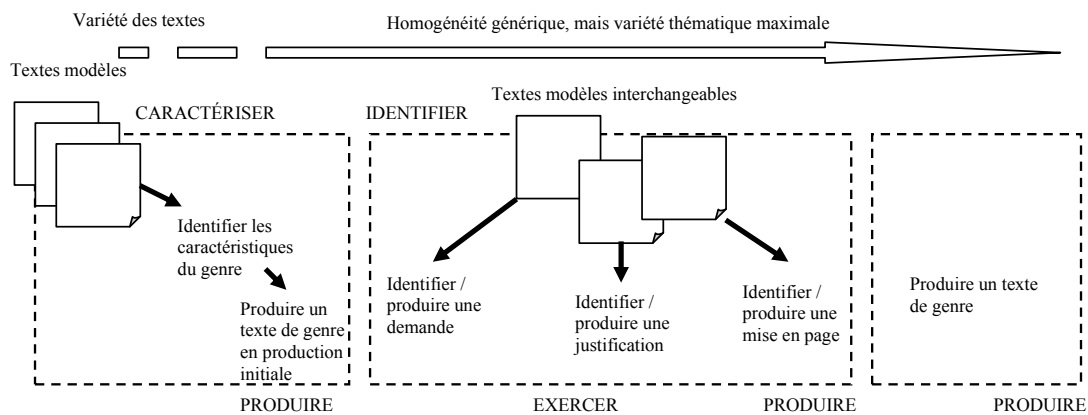 Variété des textes
Homogénéité générique, mais variété thématique maximale
Textes modèles
Textes modèles interchangeables
CARACTÉRISER
IDENTIFIER
Identifier les
caractéristiques
du genre
Produire un
texte de genre
en production
initiale
Identifier /
produire une
demande
Identifier /
produire une
justification
Identifier /
produire une
mise en page
Produire un texte
de genre
PRODUIRE
EXERCER
PRODUIRE
PRODUIRE